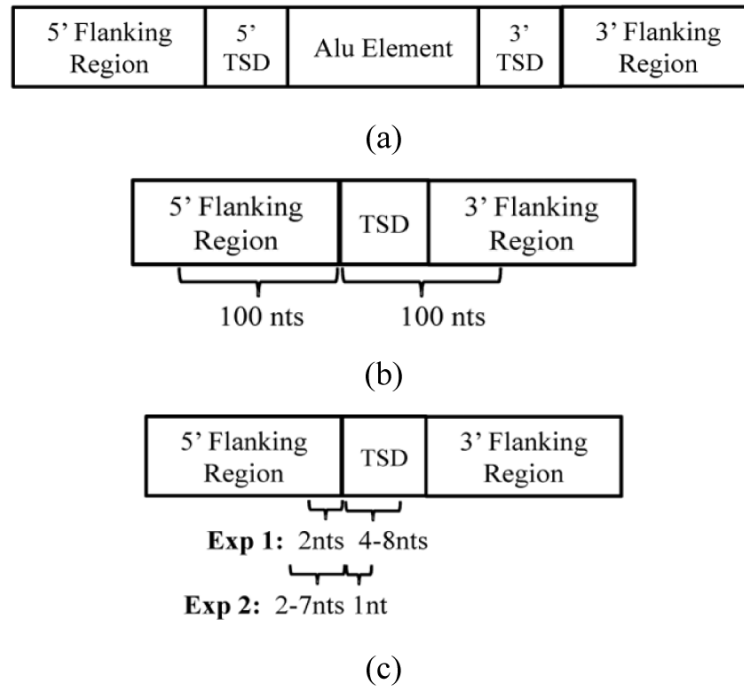 5' Flanking Region
5' TSD
Alu Element
3' TSD
3' Flanking Region
(a)
5' Flanking Region
TSD
3' Flanking Region
100 nts
100 nts
(b)
5' Flanking Region
TSD
3' Flanking Region
Exp 1: 2nts 4-8nts
Exp 2: 2-7nts 1nt
(c)